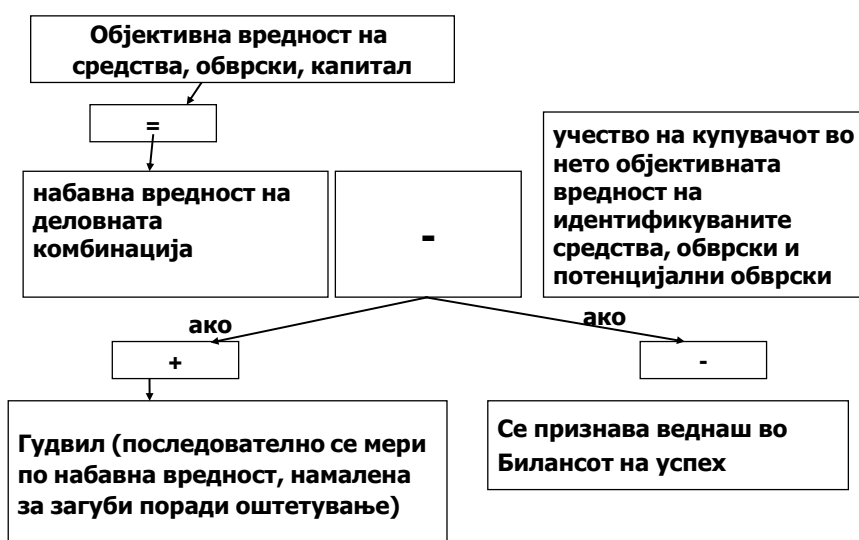 Објективна вредност на
средства, обврски, капитал
=
набавна вредност на
деловната
комбинација
-
учество на купувачот во
нето објективната
вредност на
идентификуваните
средства, обврски и
потенцијални обврски
ако
ако
+
-
Гудвил (последователно се мери
по набавна вредност, намалена
за загуби поради оштетување)
Се признава веднаш во
Билансот на успех